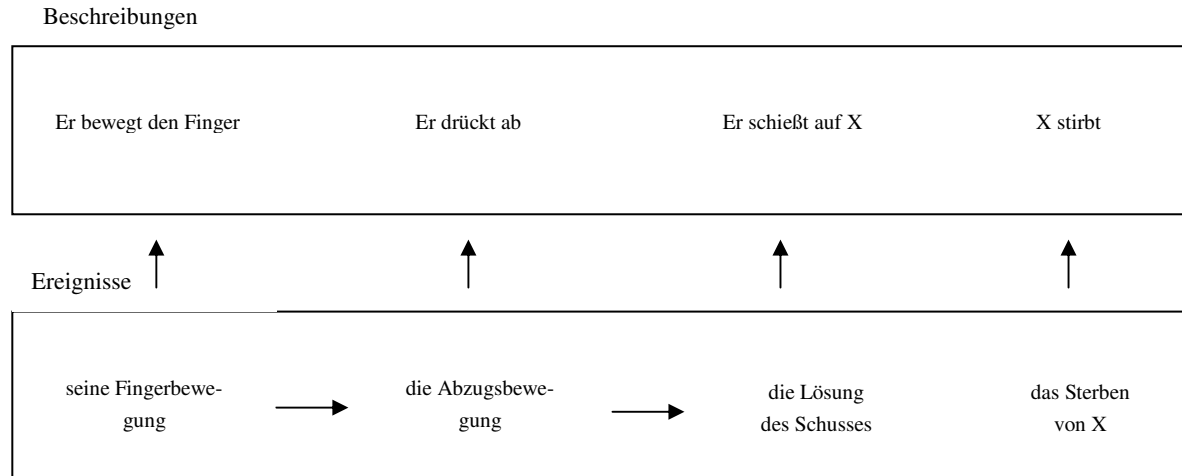 Beschreibungen
Er bewegt den Finger
Er drückt ab
Er schießt auf X
X stirbt
Ereignisse
seine Fingerbewe-
gung
die Abzugsbewe-
gung
die Lösung
des Schusses
das Sterben
von X